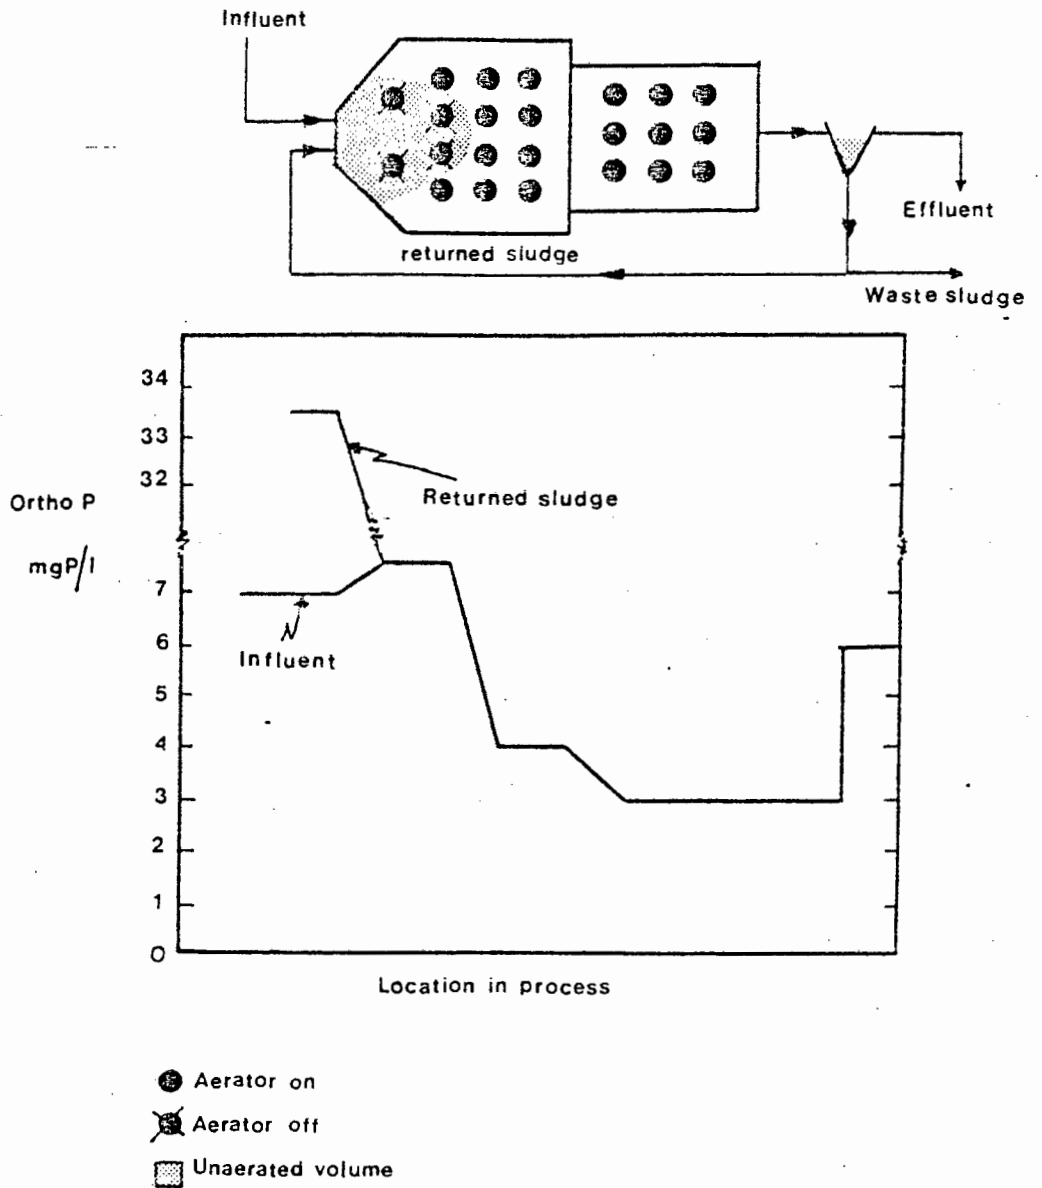 Influent
Effluent
returned sludge
Waste sludge
34
33
32
Ortho P
mgP/l
7
6
5
4
3
2
1
0
Returned sludge
Influent
Location in process
Aerator on
Aerator off
Unaerated volume